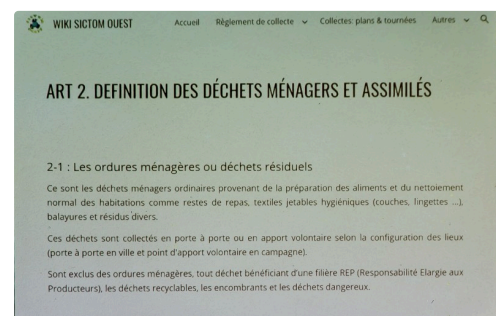 WIKI SICTOM OUEST Accueil Règlement de collecte Collectes: plans & tournées Autres
ART 2. DEFINITION DES DÉCHETS MÉNAGERS ET ASSIMILÉS
2-1 : Les ordures ménagères ou déchets résiduels
Ce sont les déchets ménagers ordinaires provenant de la préparation des aliments et du nettoiement
normal des habitations comme restes de repas, textiles jetables hygiéniques (couches, lingettes ...),
balayures et résidus divers.
Ces déchets sont collectés en porte à porte ou en apport volontaire selon la configuration des lieux
(porte à porte en ville et point d'apport volontaire en campagne).
Sont exclus des ordures ménagères, tout déchet bénéficiant d'une filière REP (Responsabilité Elargie aux
Producteurs), les déchets recyclables, les encombrants et les déchets dangereux.